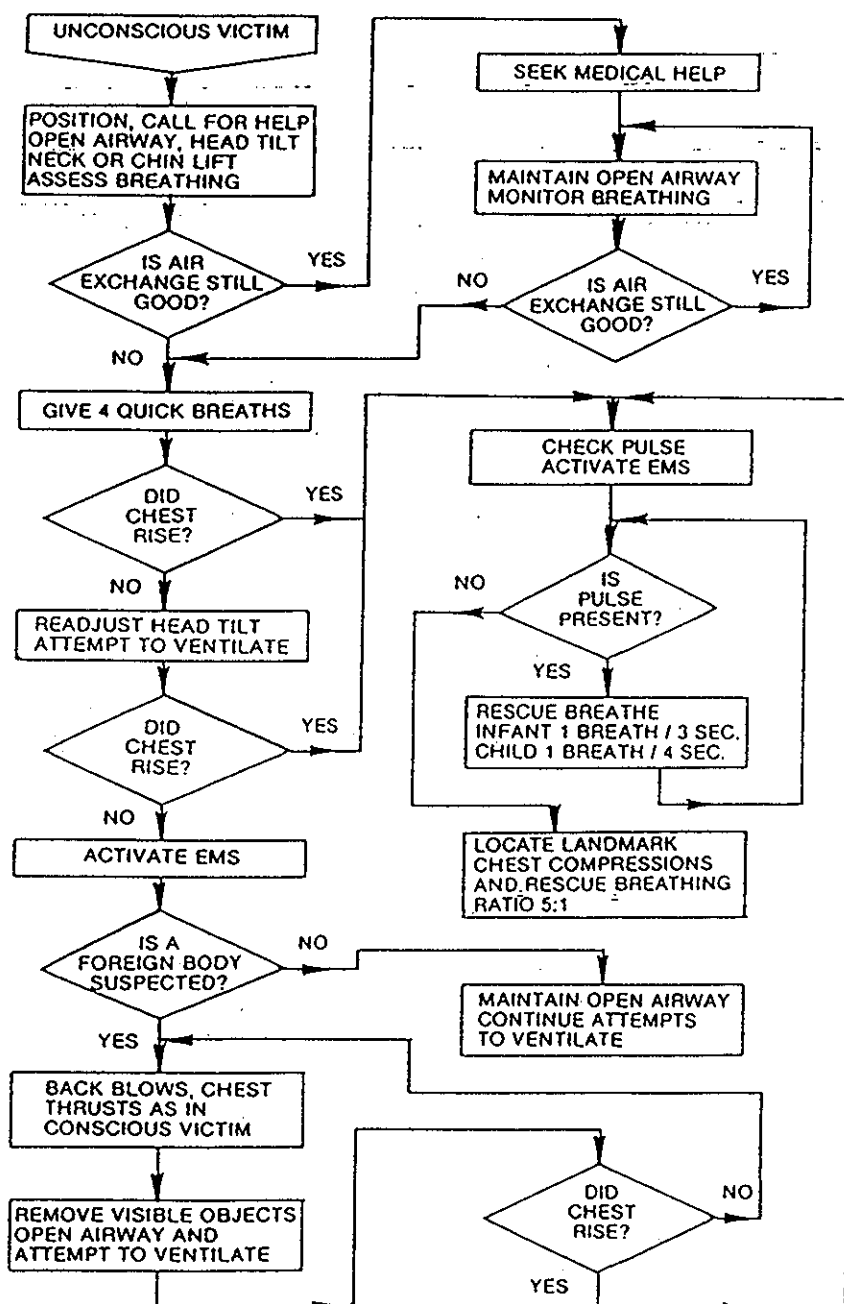 UNCONSCIOUS VICTIM
POSITION, CALL FOR HELP
OPEN AIRWAY, HEAD TILT
NECK OR CHIN LIFT
ASSESS BREATHING
IS AIR
EXCHANGE STILL
GOOD?
YES
NO
SEEK MEDICAL HELP
MAINTAIN OPEN AIRWAY
MONITOR BREATHING
IS AIR
EXCHANGE STILL
GOOD?
NO
YES
GIVE 4 QUICK BREATHS
DID
CHEST
RISE?
YES
NO
READJUST HEAD TILT
ATTEMPT TO VENTILATE
DID
CHEST
RISE?
YES
NO
CHECK PULSE
ACTIVATE EMS
IS
PULSE
PRESENT?
NO
YES
RESCUE BREATHE
INFANT 1 BREATH / 3 SEC.
CHILD 1 BREATH / 4 SEC.
LOCATE LANDMARK
CHEST COMPRESSIONS
AND RESCUE BREATHING
RATIO 5:1
ACTIVATE EMS
IS A
FOREIGN BODY
SUSPECTED?
NO
YES
MAINTAIN OPEN AIRWAY
CONTINUE ATTEMPTS
TO VENTILATE
BACK BLOWS, CHEST
THRUSTS AS IN
CONSCIOUS VICTIM
REMOVE VISIBLE OBJECTS
OPEN AIRWAY AND
ATTEMPT TO VENTILATE
DID
CHEST
RISE?
NO
YES